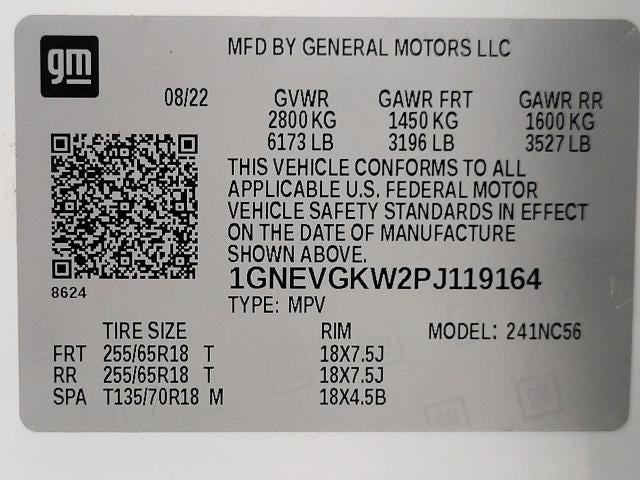 gm
MFD BY GENERAL MOTORS LLC
08/22 GVWR GAWR FRT GAWR RR
2800 KG 1450 KG 1600 KG
6173 LB 3196 LB 3527 LB
THIS VEHICLE CONFORMS TO ALL
APPLICABLE U.S. FEDERAL MOTOR
VEHICLE SAFETY STANDARDS IN EFFECT
ON THE DATE OF MANUFACTURE
SHOWN ABOVE.
1GNEVGKW2PJ119164
8624
TYPE: MPV
TIRE SIZE RIM MODEL: 241NC56
FRT 255/65R18 T 18X7.5J
RR 255/65R18 T 18X7.5J
SPA T135/70R18 M 18X4.5B
GM
GM
GM